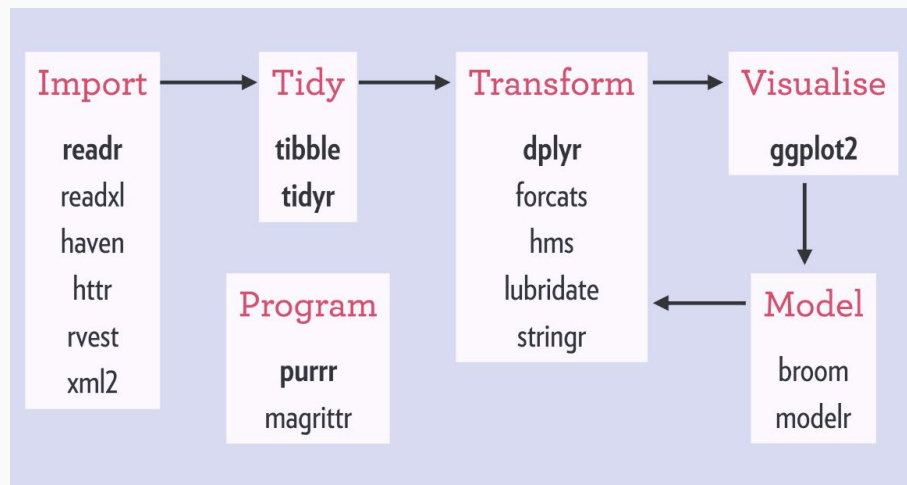 Import
readr
readxl
haven
httr
rvest
xml2
Tidy
tibble
tidyr
Program
purrr
magrittr
Transform
dplyr
forcats
hms
lubridate
stringr
Visualise
ggplot2
Model
broom
modelr